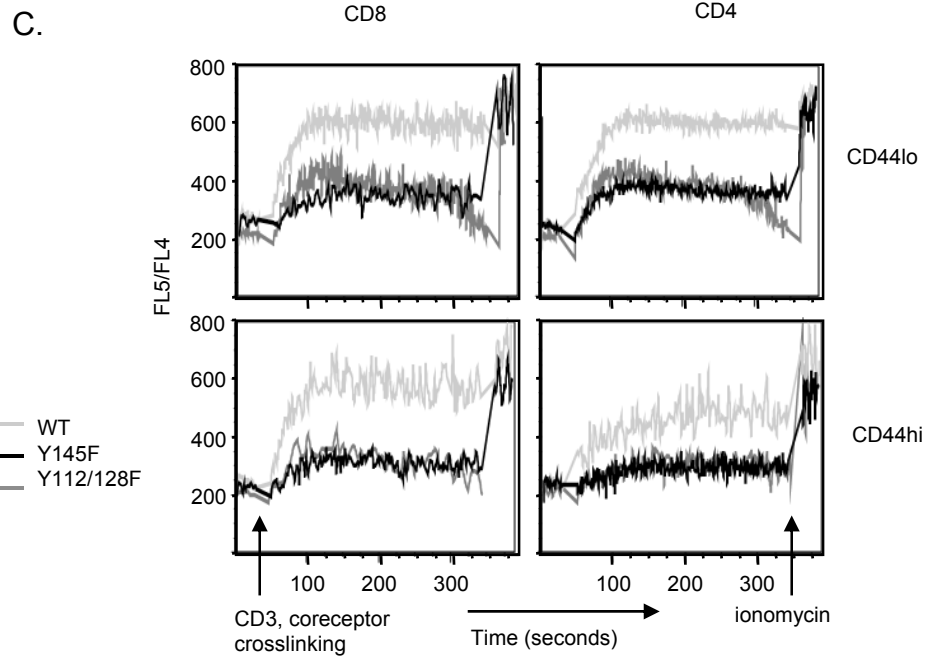 C.
CD8
CD4
800
600
400
200
CD44lo
FL5/FL4
800
600
400
200
CD44hi
WT
Y145F
Y112/128F
100
200
300
100
200
300
CD3, coreceptor
crosslinking
Time (seconds)
ionomycin